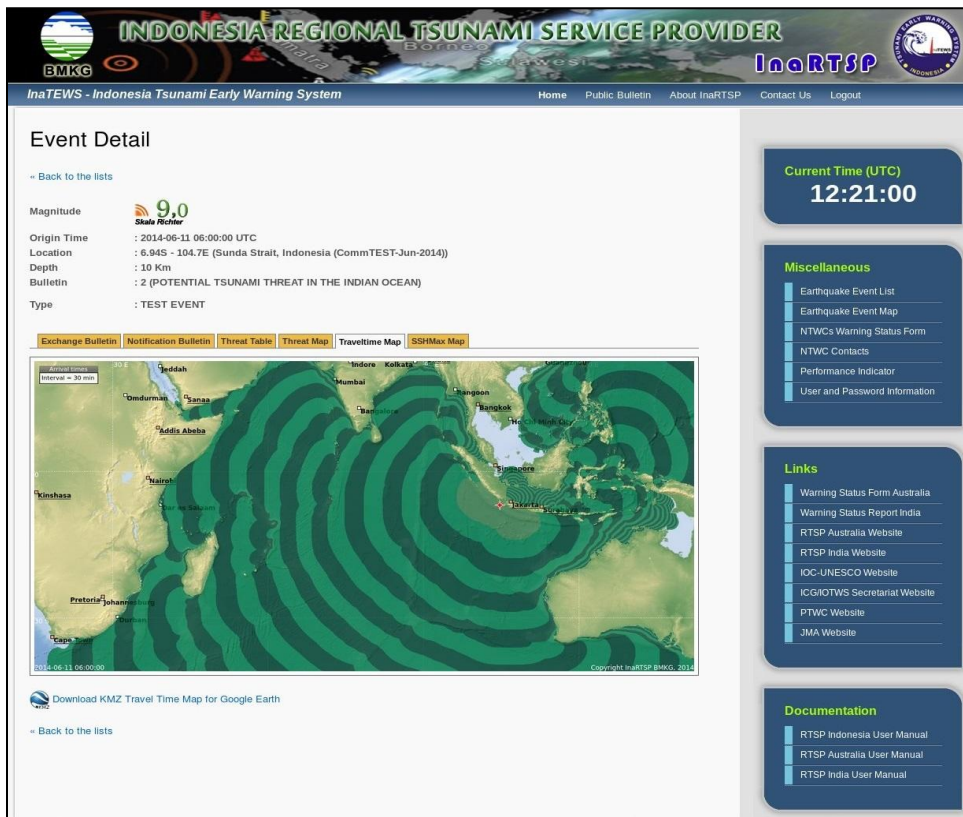 INDONESIA REGIONAL TSUNAMI SERVICE PROVIDER
BMKG
InaRTSP
InaTEWS - Indonesia Tsunami Early Warning System
Home Public Bulletin About InaRTSP Contact Us Logout
Event Detail
« Back to the lists
Magnitude 9,0
Skala Richter
Origin Time : 2014-06-11 06:00:00 UTC
Location : 6.94S - 104.7E (Sunda Strait, Indonesia (CommTEST-Jun-2014))
Depth : 10 Km
Bulletin : 2 (POTENTIAL TSUNAMI THREAT IN THE INDIAN OCEAN)
Type : TEST EVENT
Exchange Bulletin Notification Bulletin Threat Table Threat Map Traveltime Map SSHMax Map
Arrival times
Interval = 30 min
30 E
Jeddah
Indore Kolkata
Mumbai
Omdurman Sanaa
Rangoon
Bangalore Bangkok
Ho Chi Minh City
Addis Ababa
Singapore
Nairobi
Kinshasa
Dar es Salaam
Jakarta
Pretoria Johannesburg
Durban
Cape Town
2014-06-11 06:00:00
Copyright InaRTSP BMKG, 2014
Download KMZ Travel Time Map for Google Earth
« Back to the lists
Current Time (UTC)
12:21:00
Miscellaneous
Earthquake Event List
Earthquake Event Map
NTWCs Warning Status Form
NTWC Contacts
Performance Indicator
User and Password Information
Links
Warning Status Form Australia
Warning Status Report India
RTSP Australia Website
RTSP India Website
IOC-UNESCO Website
ICG/IOTWS Secretariat Website
PTWC Website
JMA Website
Documentation
RTSP Indonesia User Manual
RTSP Australia User Manual
RTSP India User Manual